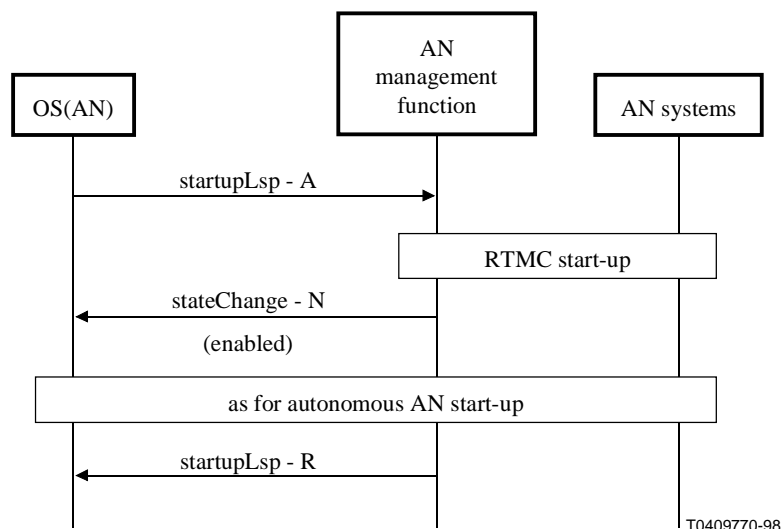 AN
management
function
OS(AN)
AN systems
startupLsp - A
RTMC start-up
stateChange - N
(enabled)
as for autonomous AN start-up
startupLsp - R
T0409770-98